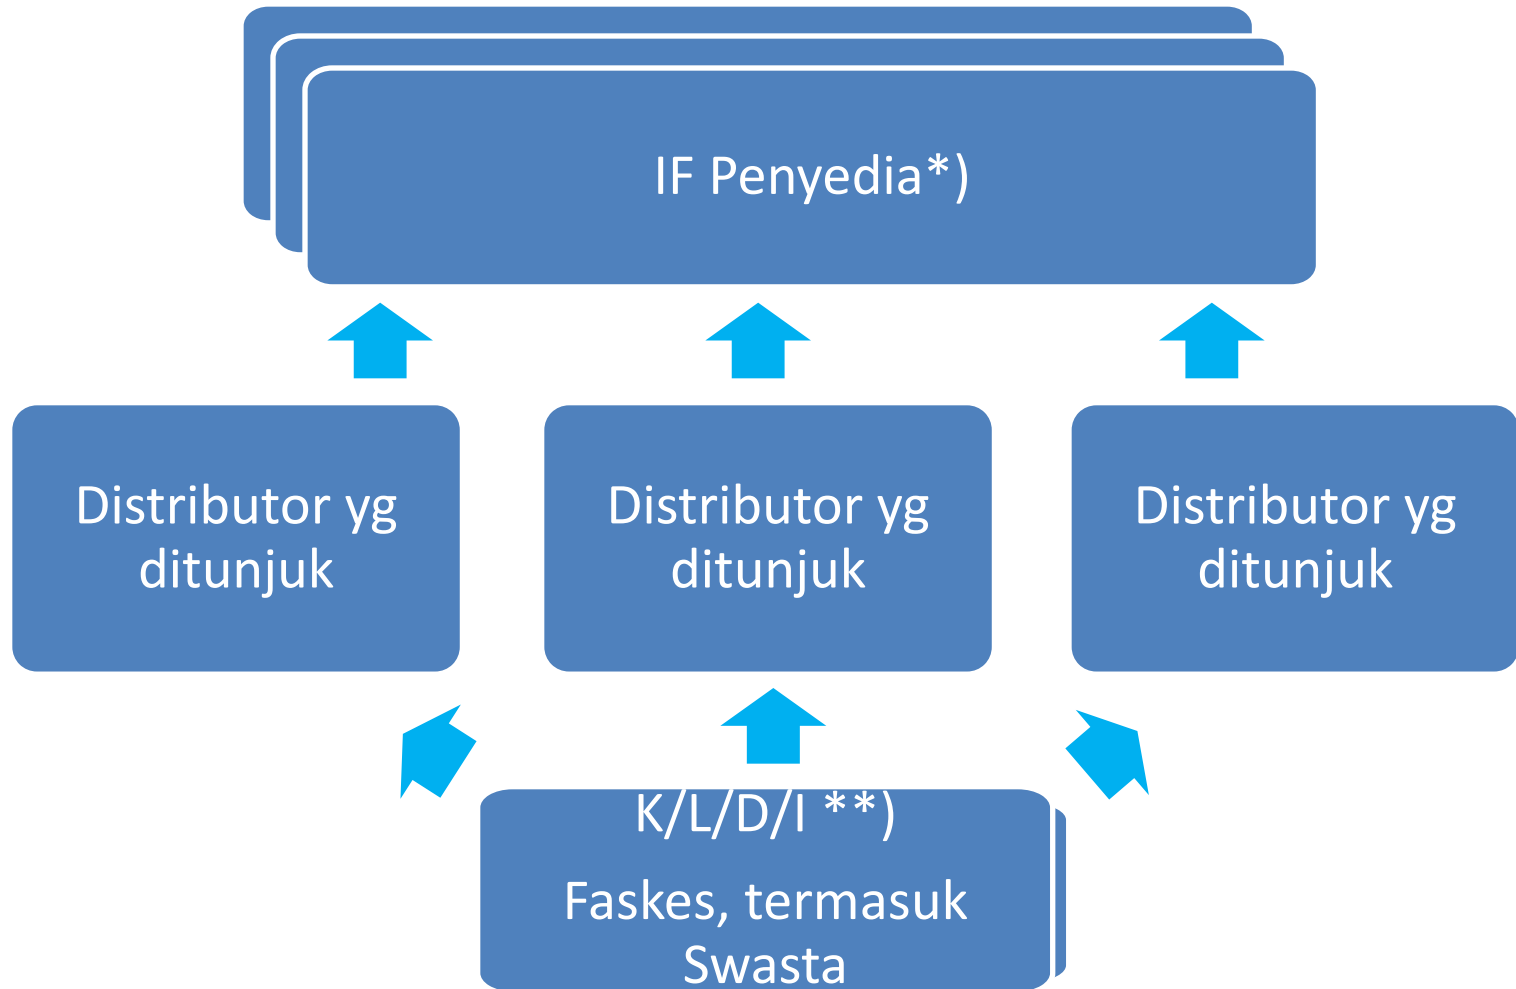 IF Penyedia*)
Distributor yg
ditunjuk
Distributor yg
ditunjuk
Distributor yg
ditunjuk
K/L/D/I **)
Faskes, termasuk
Swasta